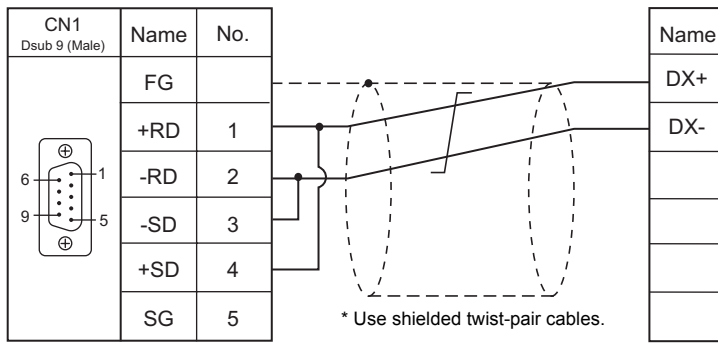 CN1
Dsub 9 (Male)
Name No.
Name
FG
DX+
+RD 1
DX-
-RD 2
1
6
-SD 3
9
5
+SD 4
SG 5
* Use shielded twist-pair cables.